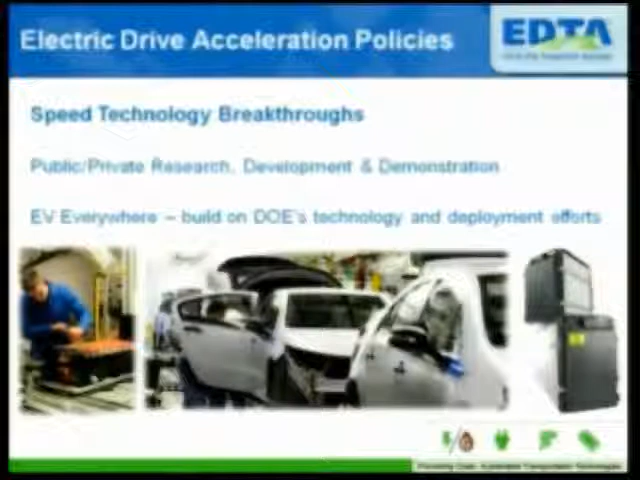 Electric Drive Acceleration Policies
EDTA
Speed Technology Breakthroughs
Public/Private Research, Development & Demonstration
EV Everywhere – build on DOE's technology and deployment efforts